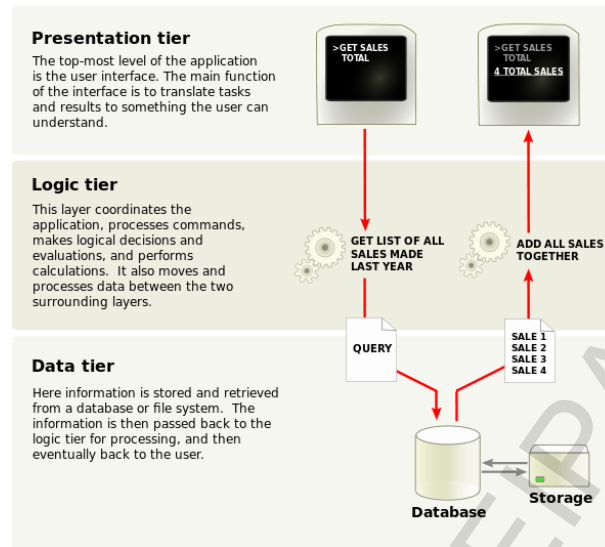 Presentation tier
The top-most level of the application
is the user interface. The main function
of the interface is to translate tasks
and results to something the user can
understand.
>GET SALES
TOTAL
>GET SALES
TOTAL
4 TOTAL SALES
Logic tier
This layer coordinates the
application, processes commands,
makes logical decisions and
evaluations, and performs
calculations.  It also moves and
processes data between the two
surrounding layers.
GET LIST OF ALL
SALES MADE
LAST YEAR
ADD ALL SALES
TOGETHER
Data tier
Here information is stored and retrieved
from a database or file system.  The
information is then passed back to the
logic tier for processing, and then
eventually back to the user.
QUERY
SALE 1
SALE 2
SALE 3
SALE 4
Database
Storage